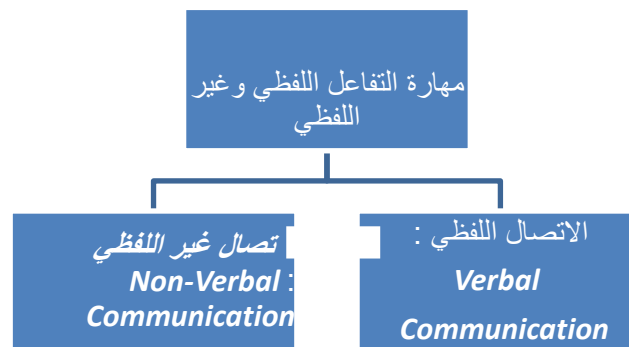 مهارة التفاعل اللفظي وغير
اللفظي
الاتصال اللفظي :
Verbal
Communication
تصال غير اللفظي
Non-Verbal :
Communication